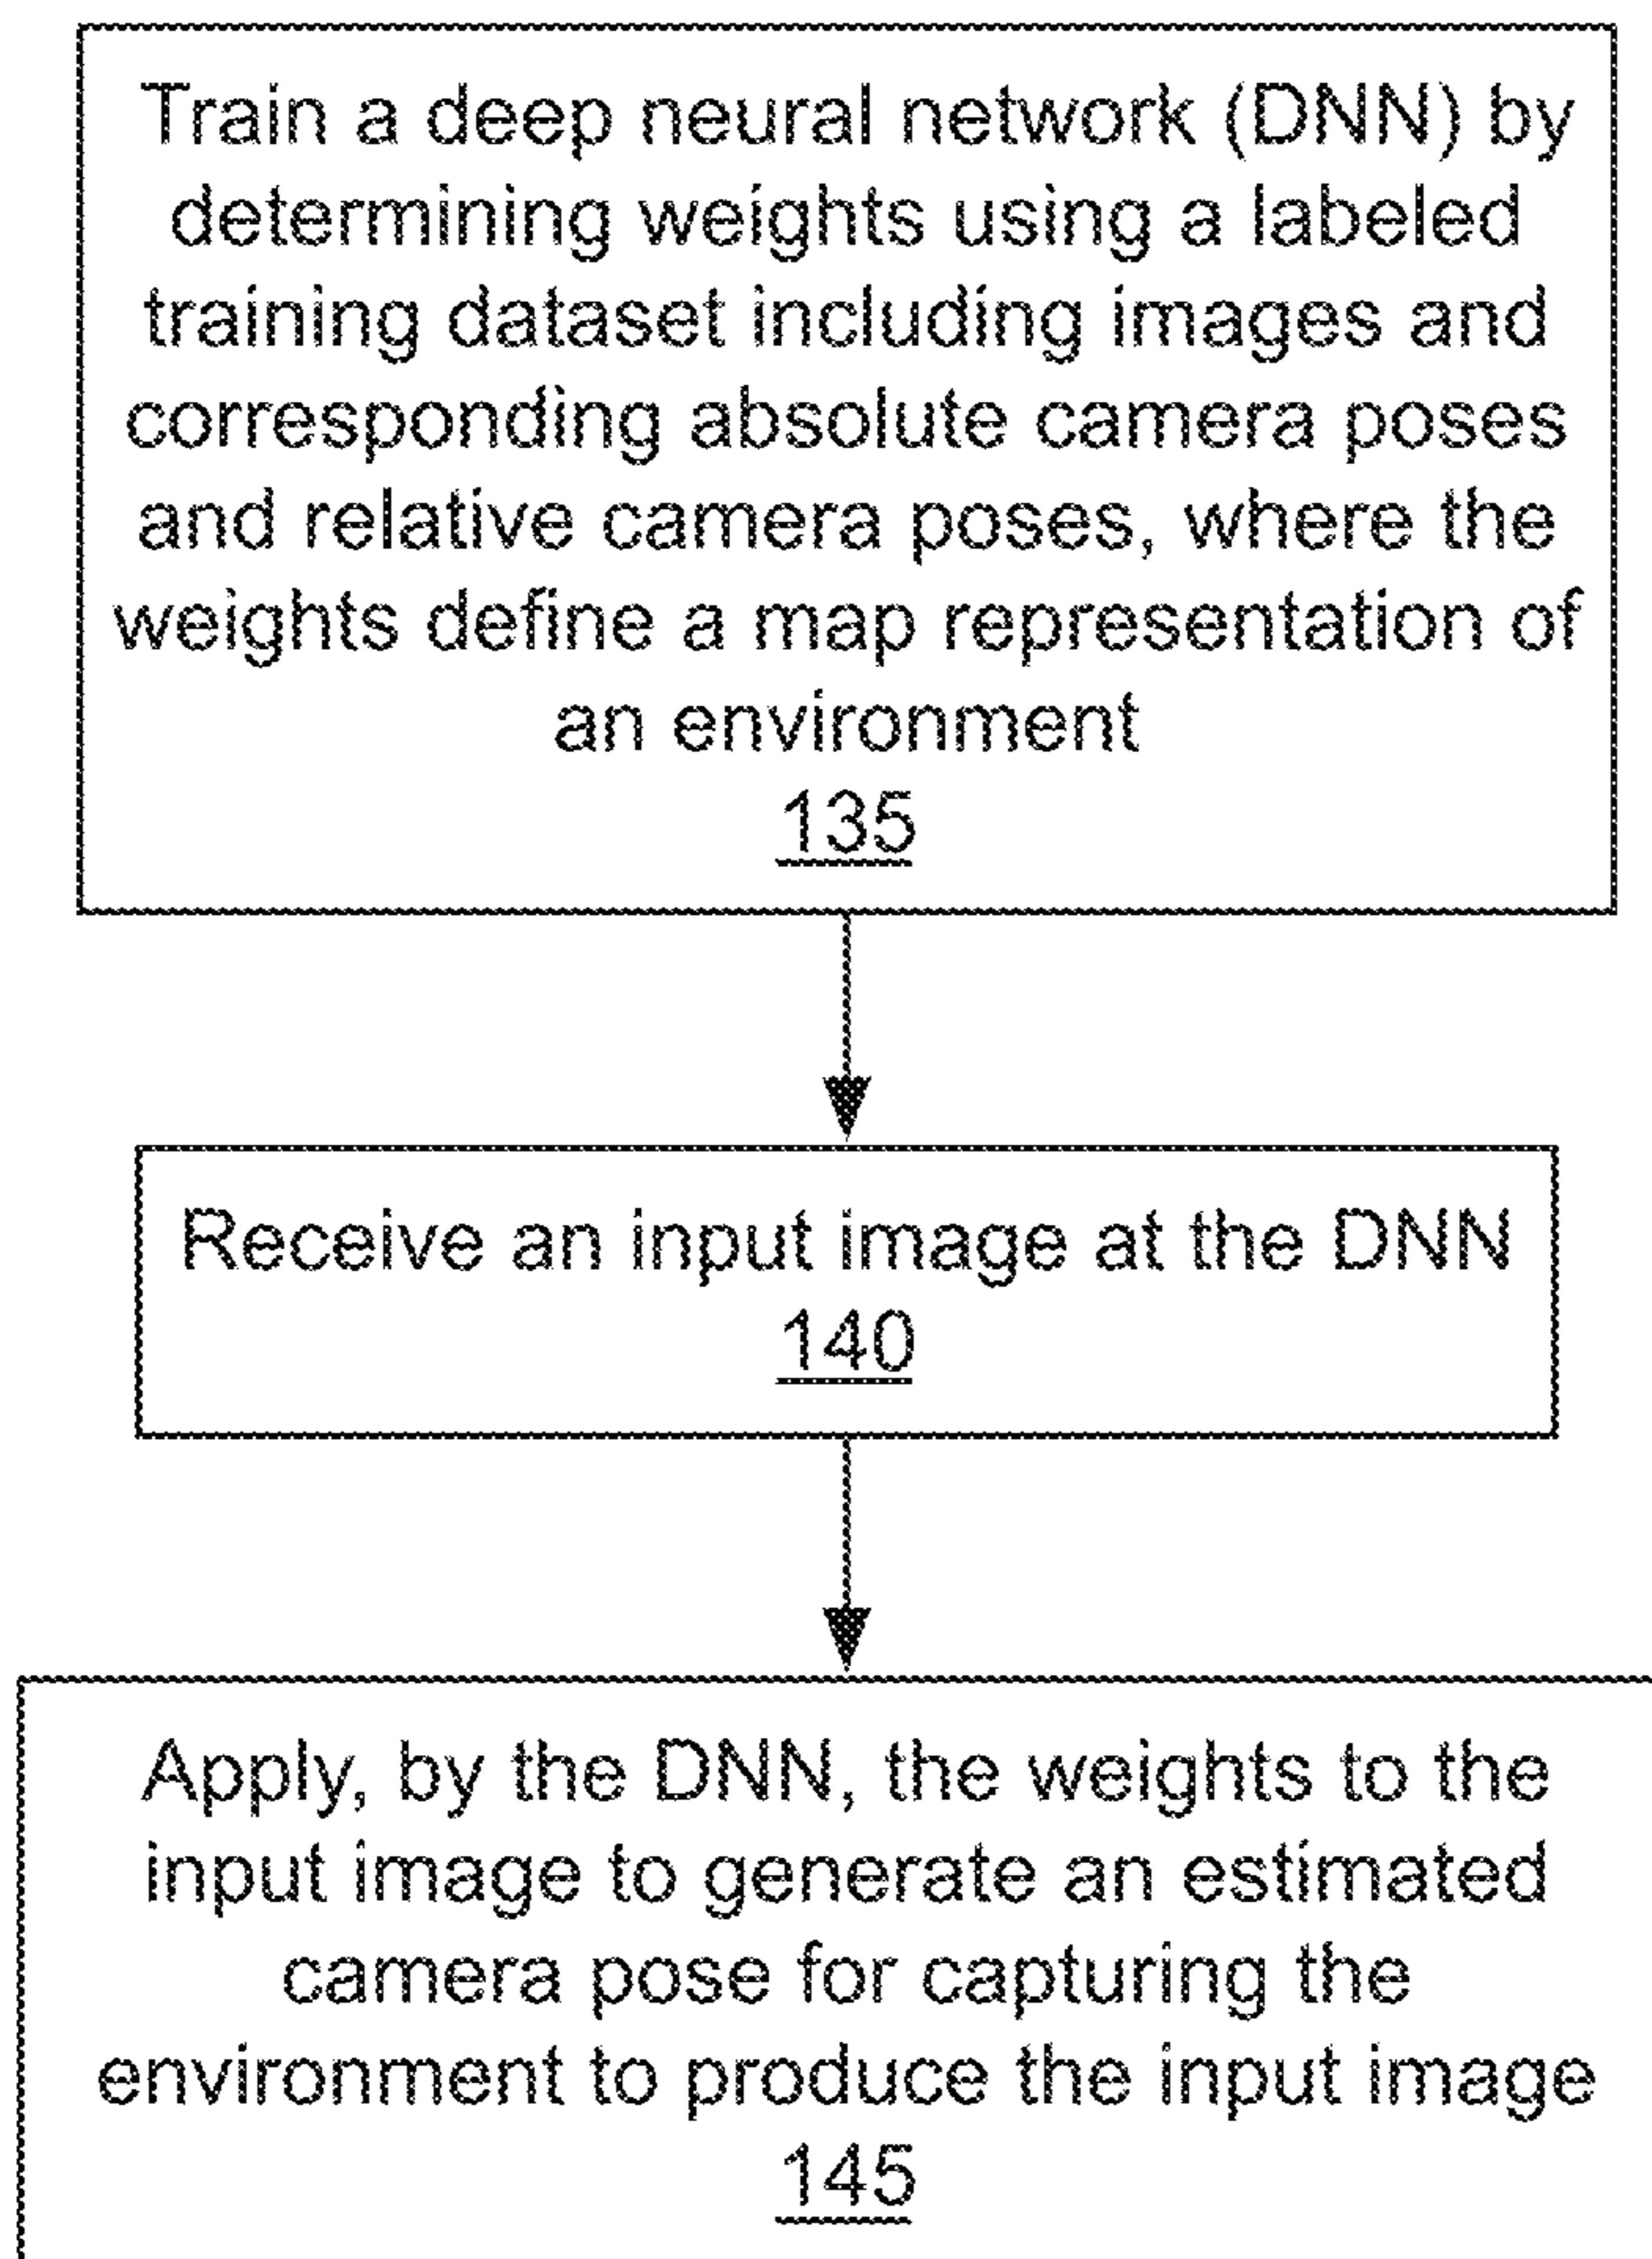 Train a deep neural network (DNN) by
determining weights using a labeled
training dataset including images and
corresponding absolute camera poses
and relative camera poses, where the
weights define a map representation of
an environment
135
Receive an input image at the DNN
140
Apply, by the DNN, the weights to the
input image to generate an estimated
camera pose for capturing the
environment to produce the input image
145